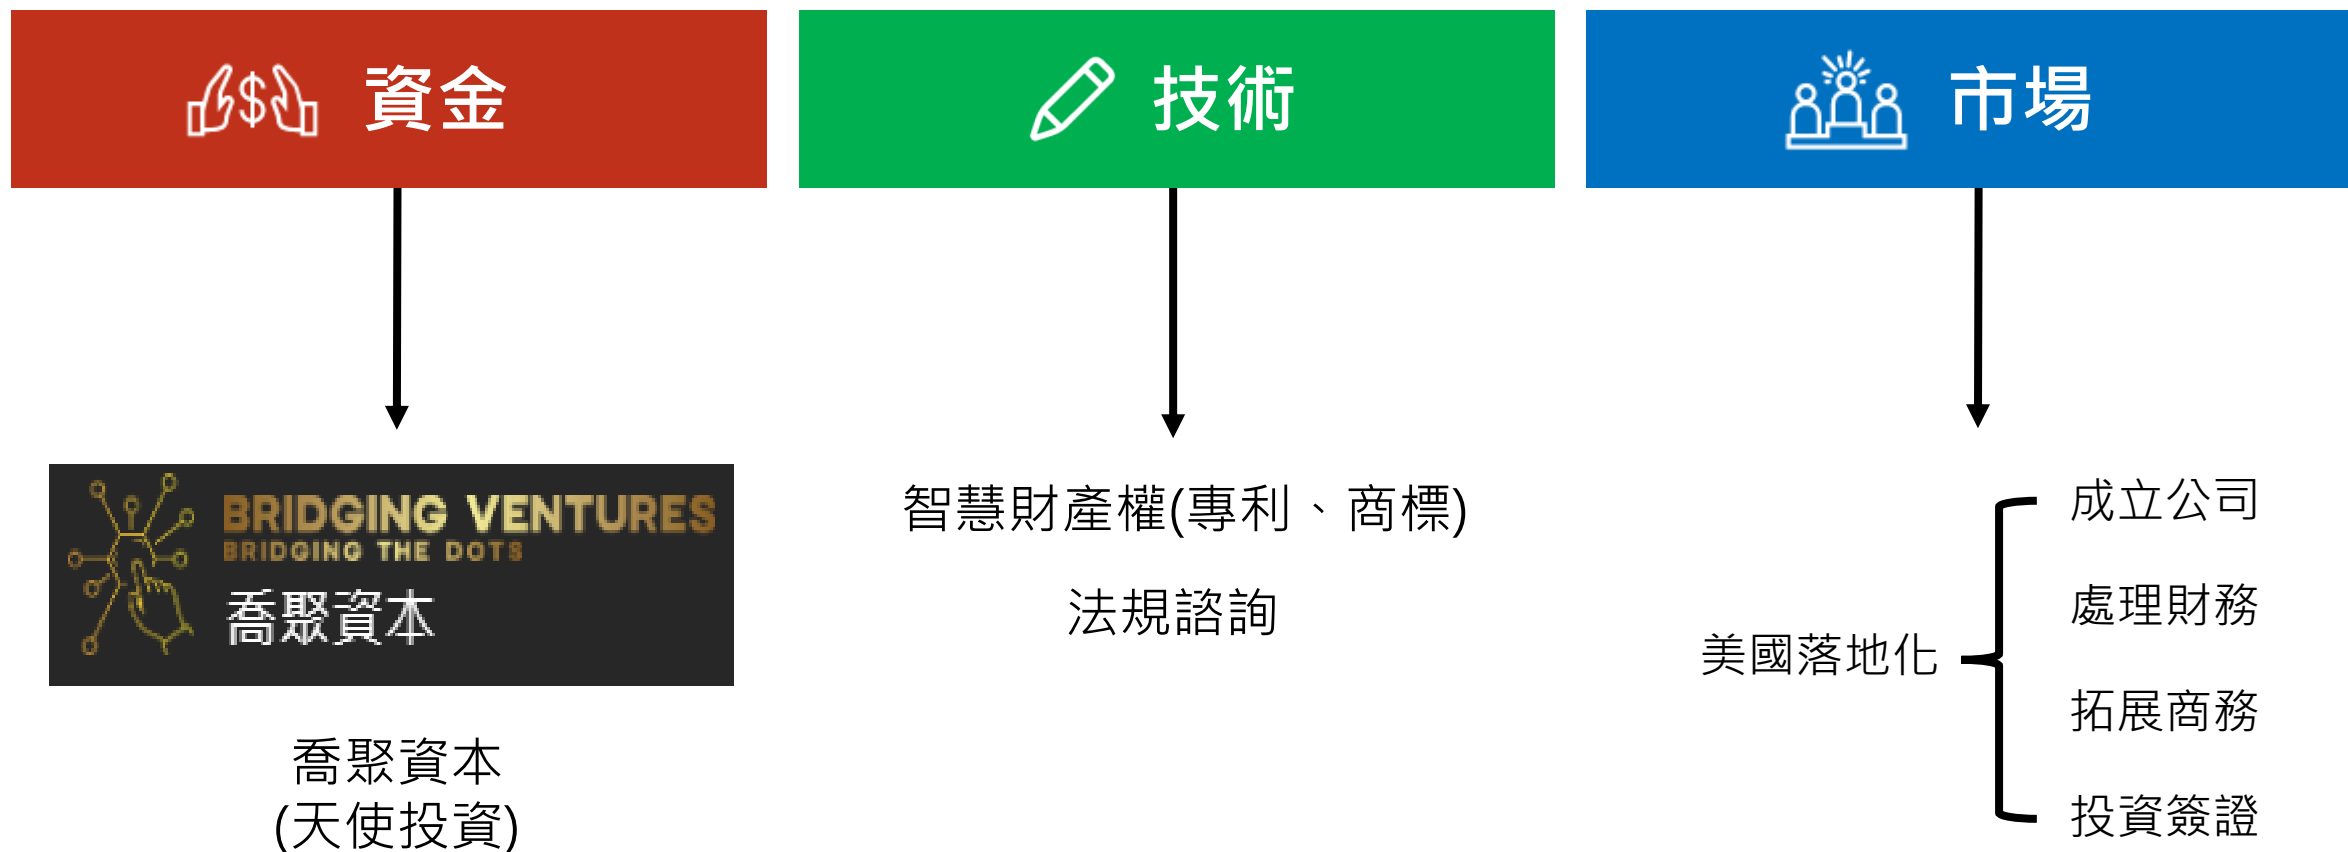 資金
技術
市場
BRIDGING VENTURES
BRIDGING THE DOTS
喬聚資本
喬聚資本
(天使投資)
智慧財產權(專利、商標)
法規諮詢
美國落地化
成立公司
處理財務
拓展商務
投資簽證